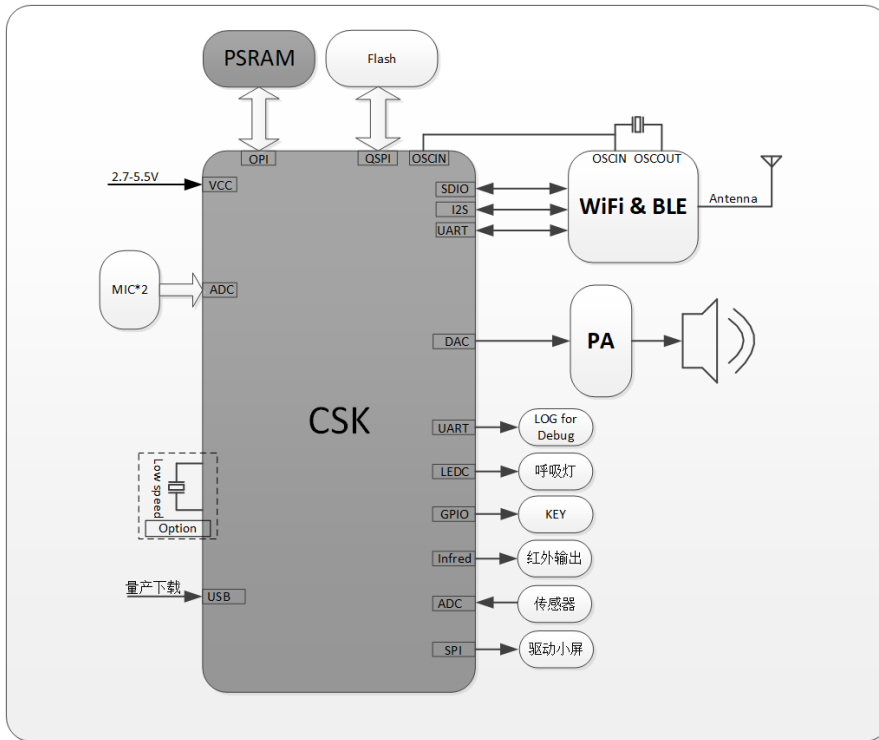 PSRAM
Flash
OPI
QSPI
OSCIN
OSCIN
OSCOUT
2.7-5.5V
VCC
SDIO
I2S
UART
WiFi & BLE
Antenna
MIC*2
ADC
DAC
PA
CSK
UART
LOG for
Debug
Low speed
Option
LEDC
呼吸灯
GPIO
KEY
Infred
红外输出
量产下载
USB
ADC
传感器
SPI
驱动小屏